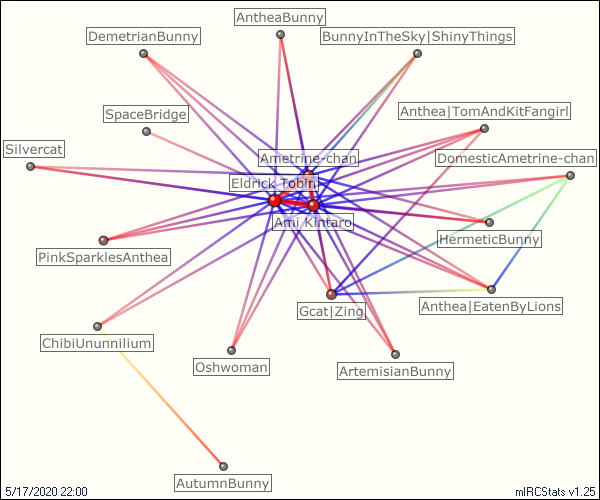 AntheaBunny
DemetrianBunny
BunnyInTheSky|ShinyThings
SpaceBridge
Anthea|TomAndKitFangirl
Silvercat
Ametrine-chan
DomesticAmetrine-chan
Eldrick_Tobin
Ami_Kintaro
HermeticBunny
PinkSparklesAnthea
Gcat|Zing
Anthea|EatenByLions
ChibiUnunnilium
Oshwoman
ArtemisianBunny
AutumnBunny
5/17/2020 22:00
mIRCStats v1.25